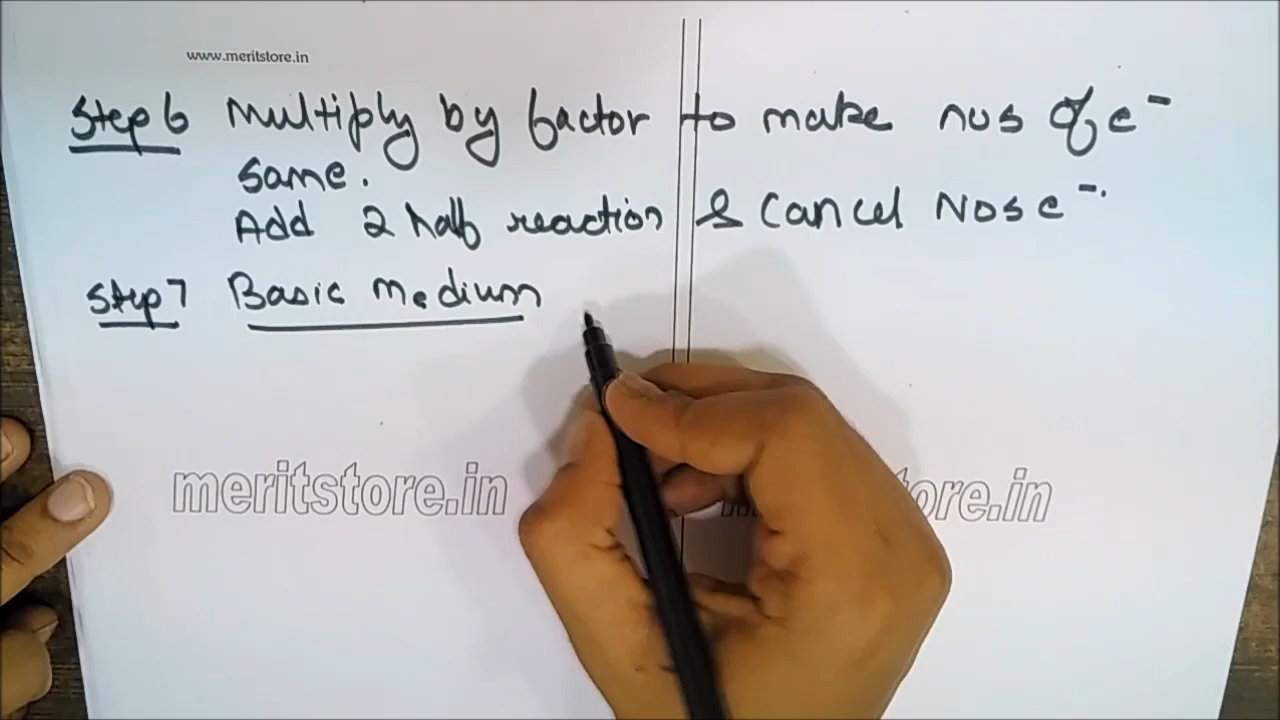 www.meritstore.in
Step 6 Multiply by factor to make nos of e⁻
same.
Add 2 half reaction & cancel Nos e⁻.
Step 7 Basic Medium
meritstore.in
tore.in